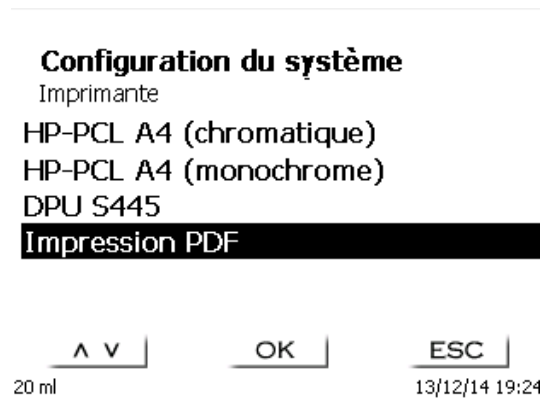 Configuration du système
Imprimante
HP-PCL A4 (chromatique)
HP-PCL A4 (monochrome)
DPU S445
Impression PDF
∧ ∨ OK ESC
20 ml 13/12/14 19:24